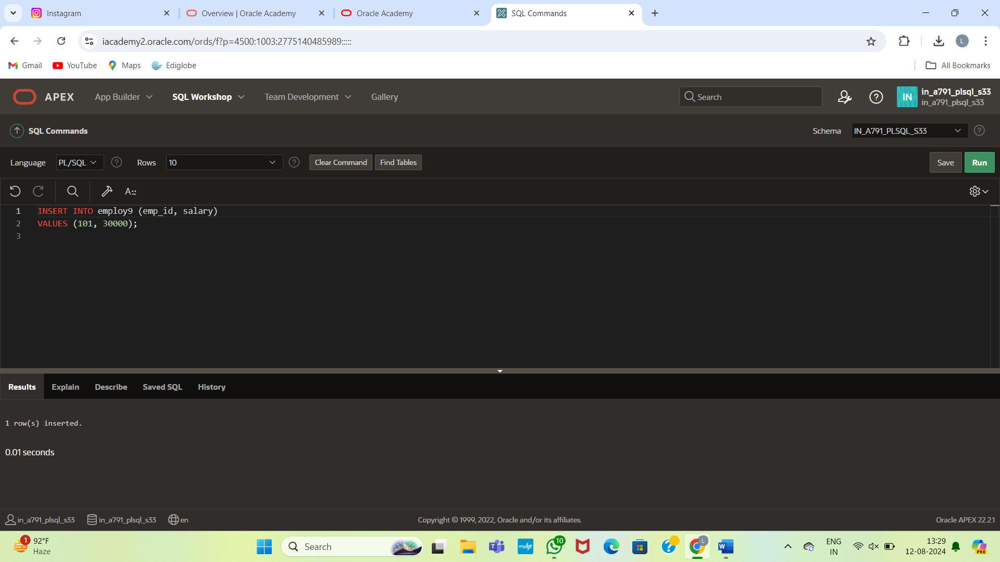 Instagram
Overview | Oracle Academy
Oracle Academy
SQL Commands
iacademy2.oracle.com/ords/f?p=4500:1003:2775140485989:::::
L
Gmail
YouTube
Maps
Ediglobe
All Bookmarks
APEX
App Builder
SQL Workshop
Team Development
Gallery
Search
IN
in_a791_plsql_s33
in_a791_plsql_s33
SQL Commands
Schema
IN_A791_PLSQL_S33
Language
PL/SQL
Rows
10
Clear Command
Find Tables
Save
Run
1 INSERT INTO employ9 (emp_id, salary)
2 VALUES (101, 30000);
3
Results
Explain
Describe
Saved SQL
History
1 row(s) inserted.
0.01 seconds
in_a791_plsql_s33
in_a791_plsql_s33
en
Copyright © 1999, 2022, Oracle and/or its affiliates.
Oracle APEX 22.2.1
1
92°F
Haze
Search
myhp
10
L
W
ENG
IN
13:29
12-08-2024
PRE